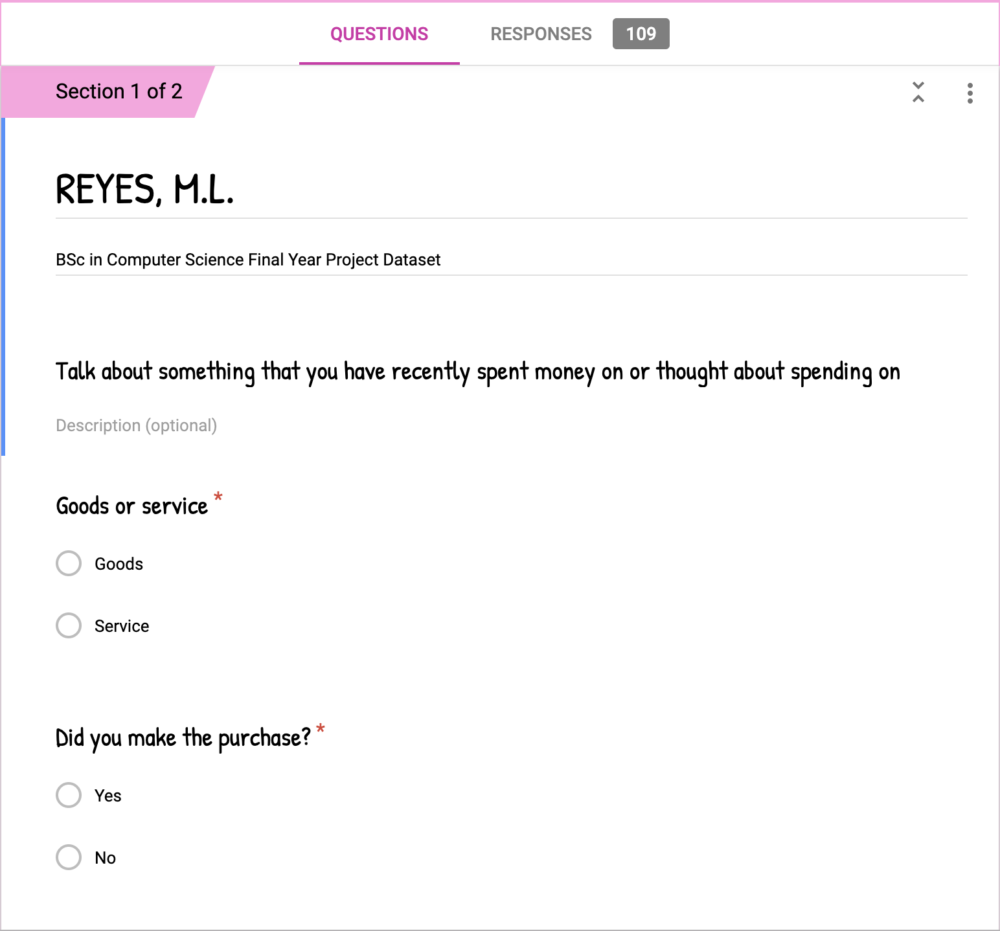 QUESTIONS RESPONSES 109
Section 1 of 2
REYES, M.L.
BSc in Computer Science Final Year Project Dataset
Talk about something that you have recently spent money on or thought about spending on
Description (optional)
Goods or service *
Goods
Service
Did you make the purchase? *
Yes
No